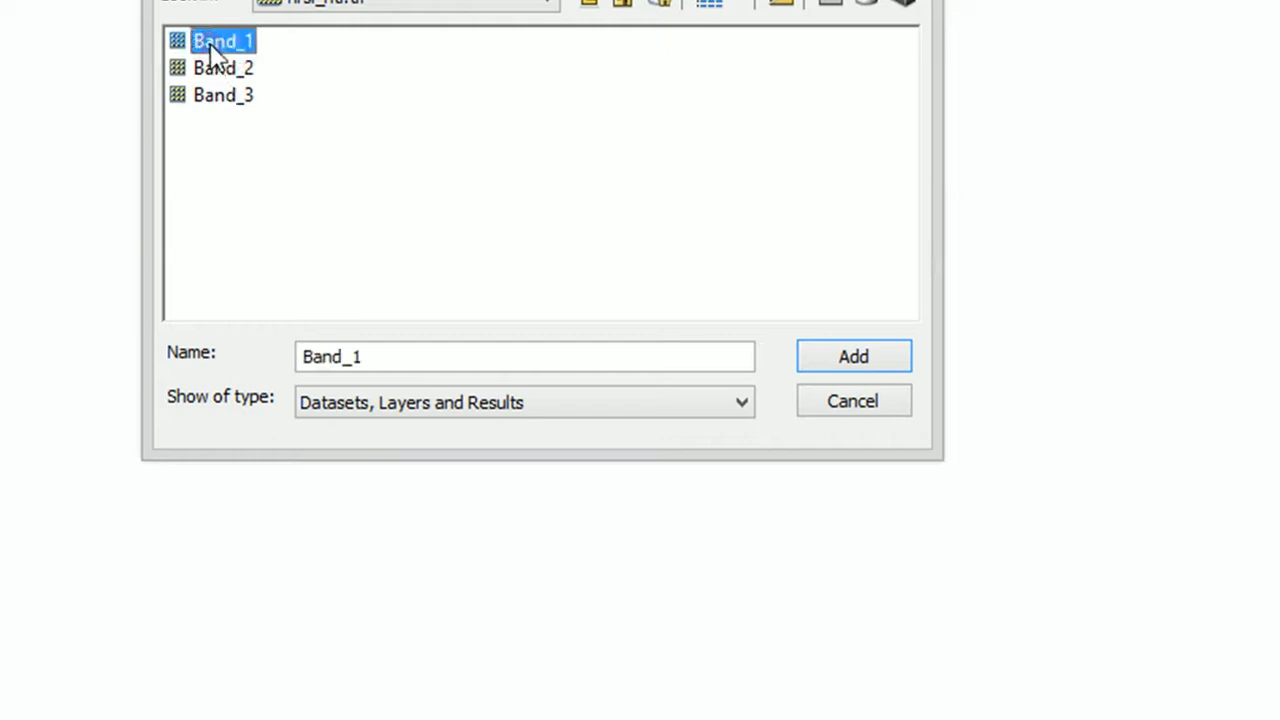 Band_1
Band_2
Band_3
Name:
Band_1
Add
Show of type:
Datasets, Layers and Results
Cancel